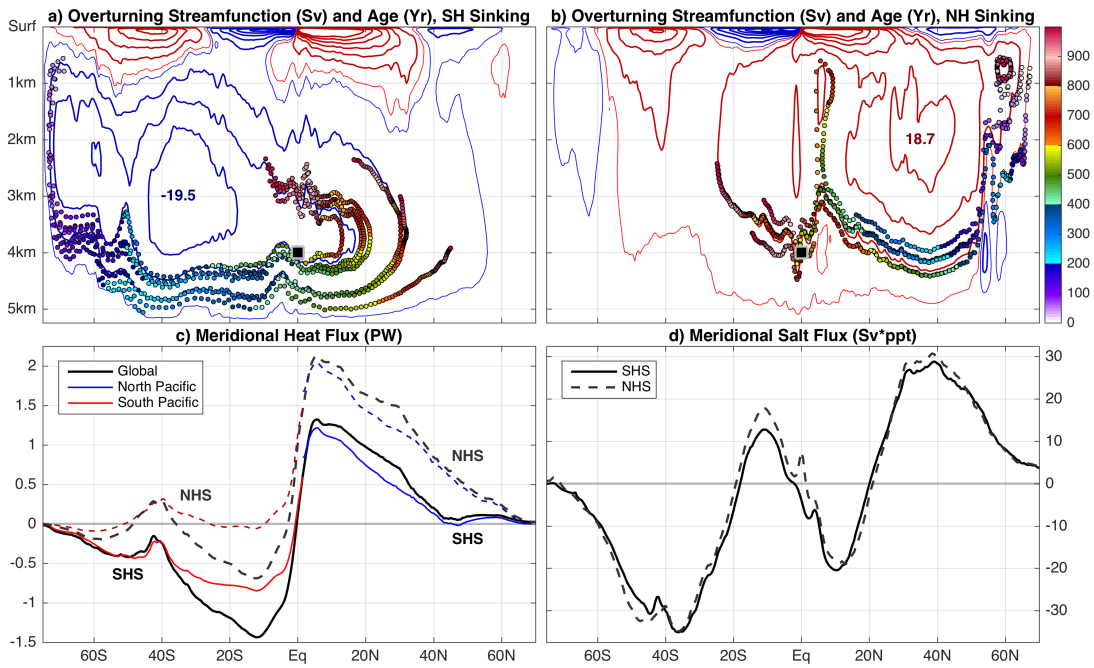 a) Overturning Streamfunction (Sv) and Age (Yr), SH Sinking
b) Overturning Streamfunction (Sv) and Age (Yr), NH Sinking
Surf
1km
2km
3km
4km
5km
-19.5
18.7
900
800
700
600
500
400
300
200
100
0
c) Meridional Heat Flux (PW)
d) Meridional Salt Flux (Sv*ppt)
2
1.5
1
0.5
0
-0.5
-1
-1.5
Global
North Pacific
South Pacific
NHS
NHS
SHS
SHS
60S 40S 20S Eq 20N 40N 60N
SHS
NHS
30
20
10
0
-10
-20
-30
60S 40S 20S Eq 20N 40N 60N